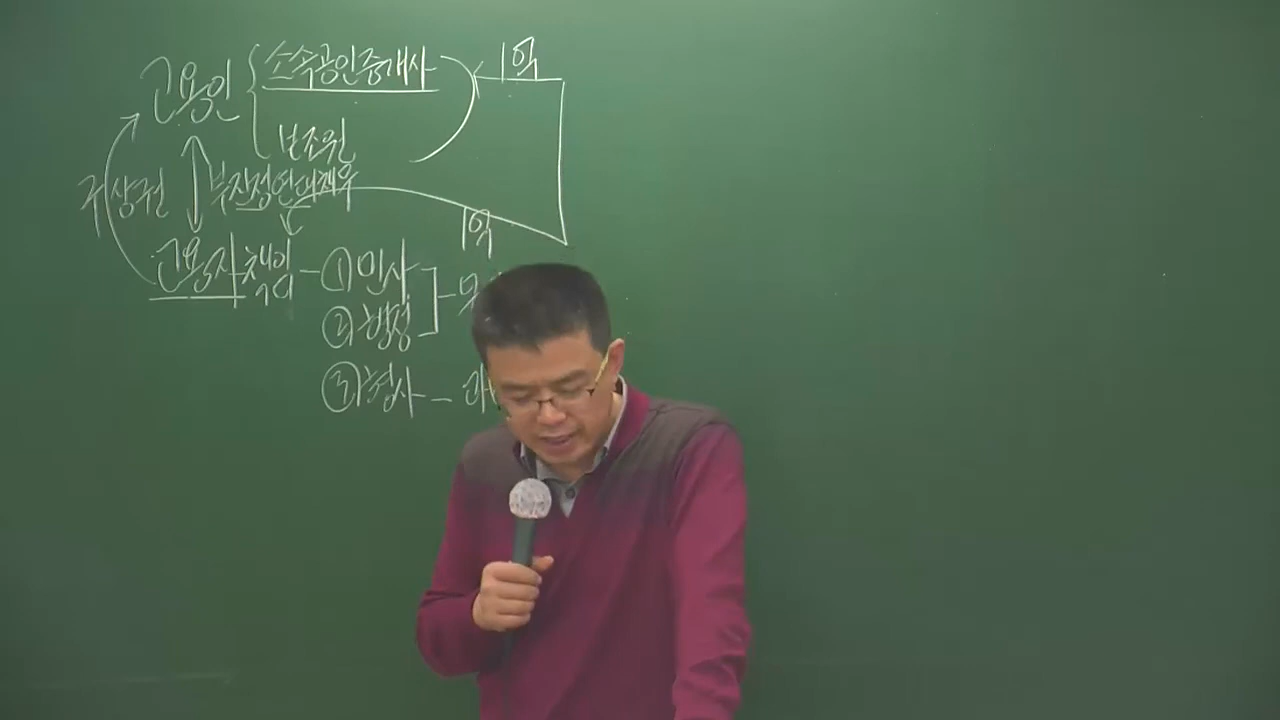 고용인 { 소속공인중개사 1억
보조원
구상권 부진정연대채무
1억
고용자책임 - ① 민사
② 행정
③ 형사 -